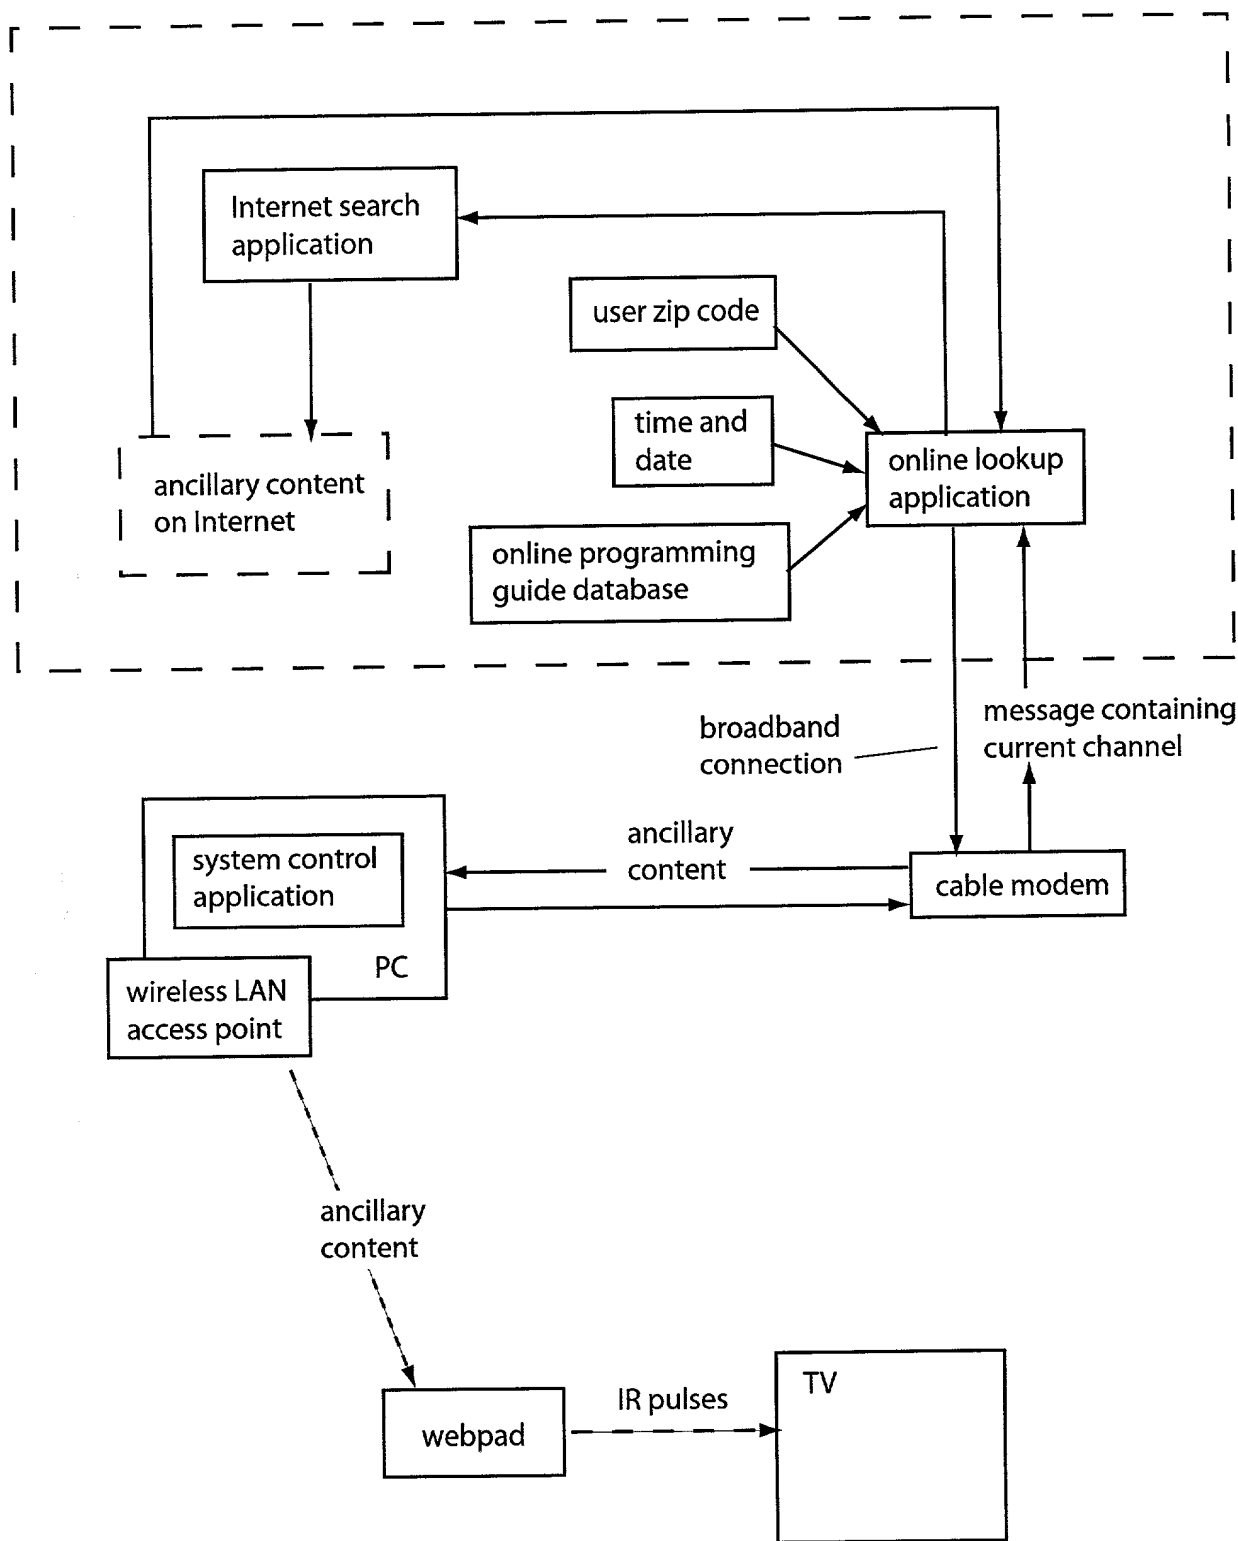 Internet search
application
user zip code
time and
date
online lookup
application
ancillary content
on Internet
online programming
guide database
broadband
connection
message containing
current channel
ancillary
content
system control
application
cable modem
PC
wireless LAN
access point
ancillary
content
webpad
IR pulses
TV